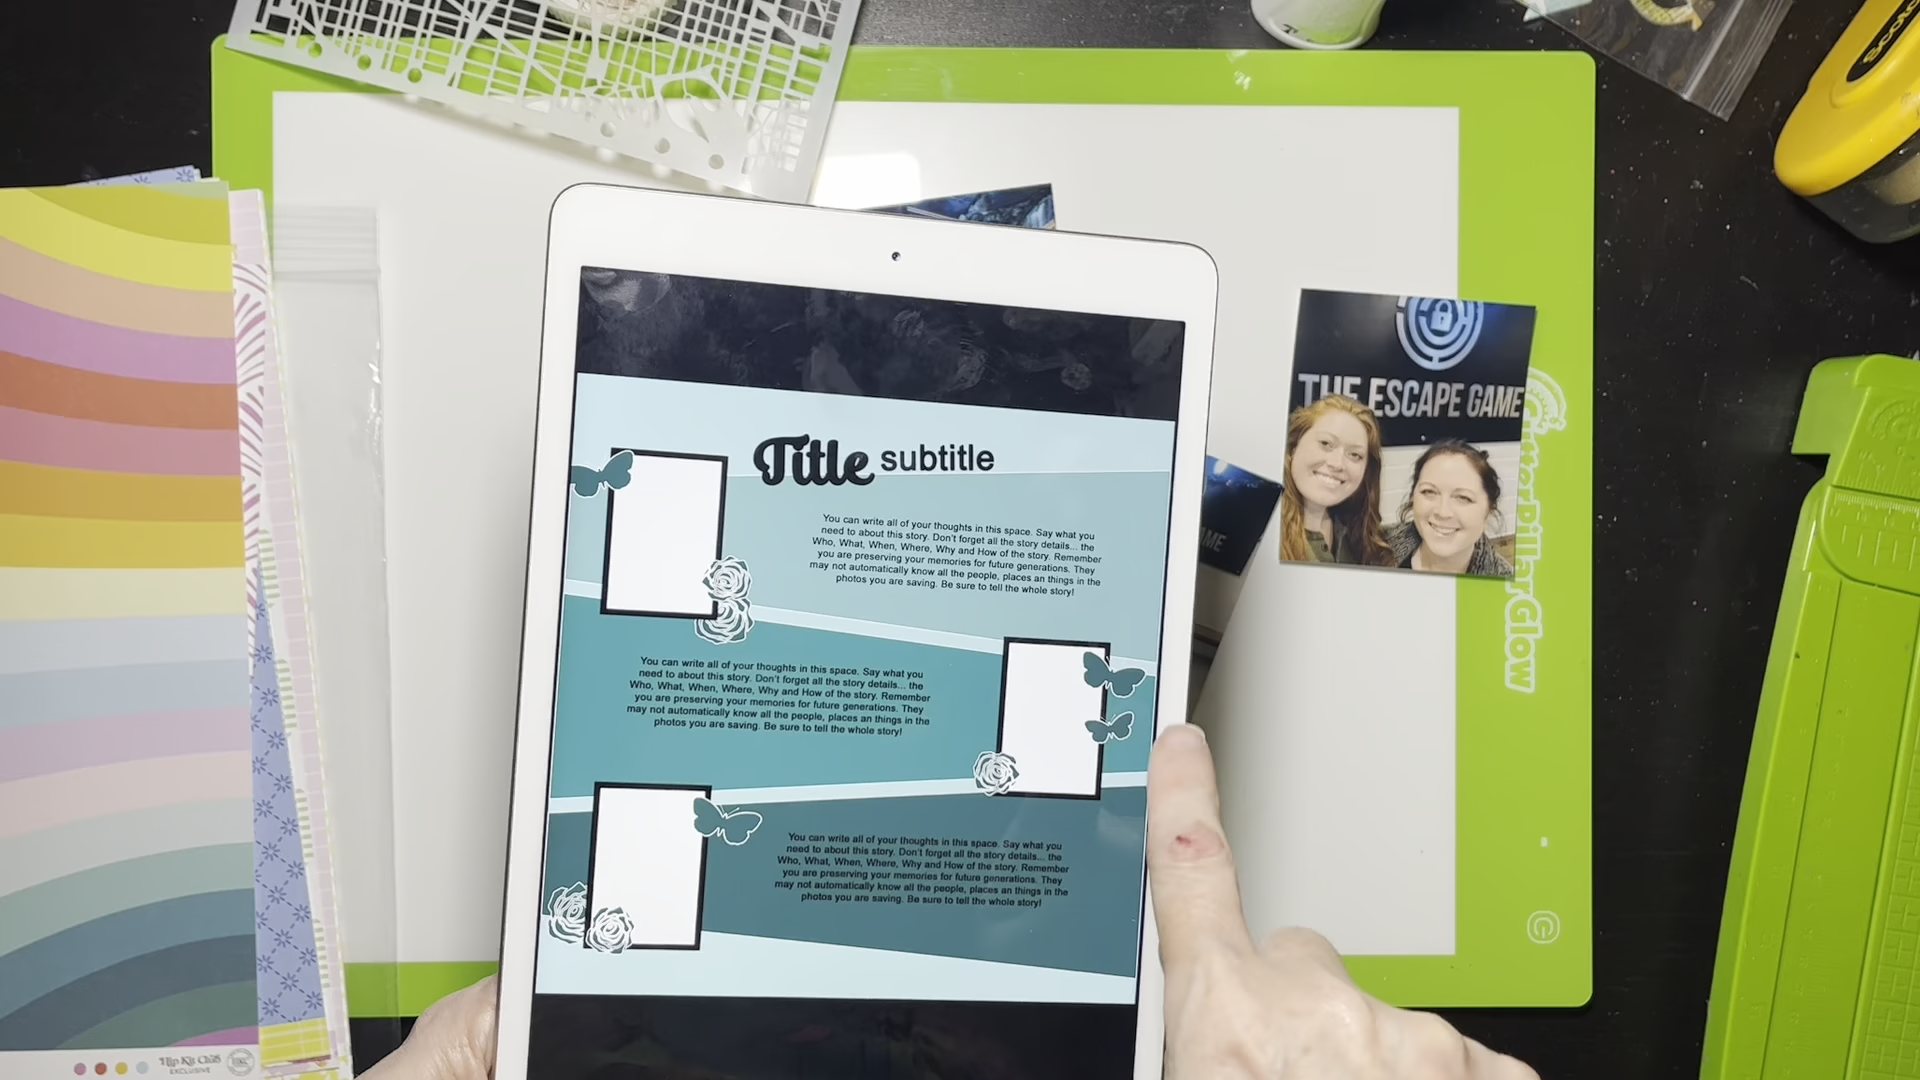 Scotch
THE ESCAPE GAME
Title subtitle
You can write all of your thoughts in this space. Say what you
need to about this story. Don't forget all the story details... the
Who, What, When, Where, Why and How of the story. Remember
you are preserving your memories for future generations. They
may not automatically know all the people, places an things in the
photos you are saving. Be sure to tell the whole story!
GAME
You can write all of your thoughts in this space. Say what you
need to about this story. Don't forget all the story details... the
Who, What, When, Where, Why and How of the story. Remember
you are preserving your memories for future generations. They
may not automatically know all the people, places an things in the
photos you are saving. Be sure to tell the whole story!
You can write all of your thoughts in this space. Say what you
need to about this story. Don't forget all the story details... the
Who, What, When, Where, Why and How of the story. Remember
you are preserving your memories for future generations. They
may not automatically know all the people, places an things in the
photos you are saving. Be sure to tell the whole story!
Hip Kit Club
EXCLUSIVE